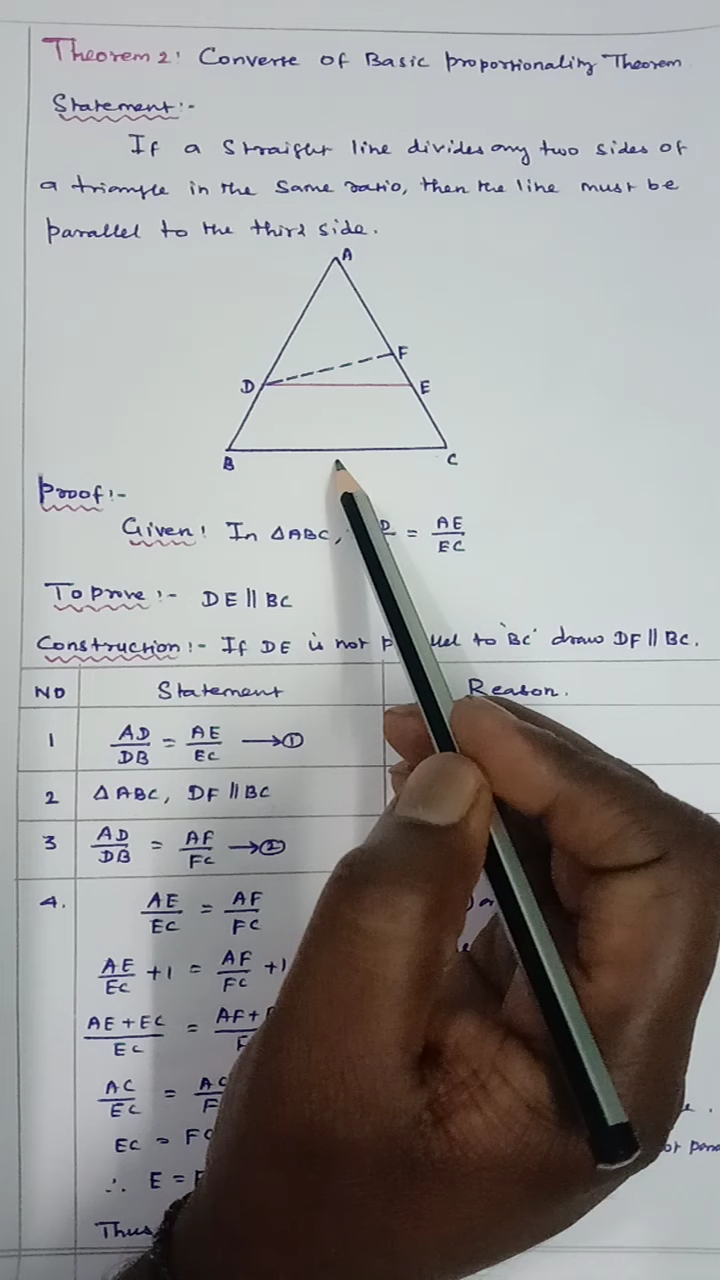 Theorem 2: Converse of Basic proportionality Theorem
Statement:-
If a straight line divides any two sides of
a triangle in the same ratio, then the line must be
parallel to the third side.
A
F
D E
B C
Proof:-
Given: In ΔABC, = AE/EC
To prove:- DE || BC
Construction:- If DE is not to 'BC' draw DF || BC.
NO Statement Reason.
1 AD/DB = AE/EC → ①
2 Δ ABC, DF || BC
3 AD/DB = AF/FC → ②
4. AE/EC = AF/FC
AE/EC + 1 = AF/FC + 1
AE + EC/EC = AF +
AC/EC = AC/F
EC = FC
∴ E = F
Thus